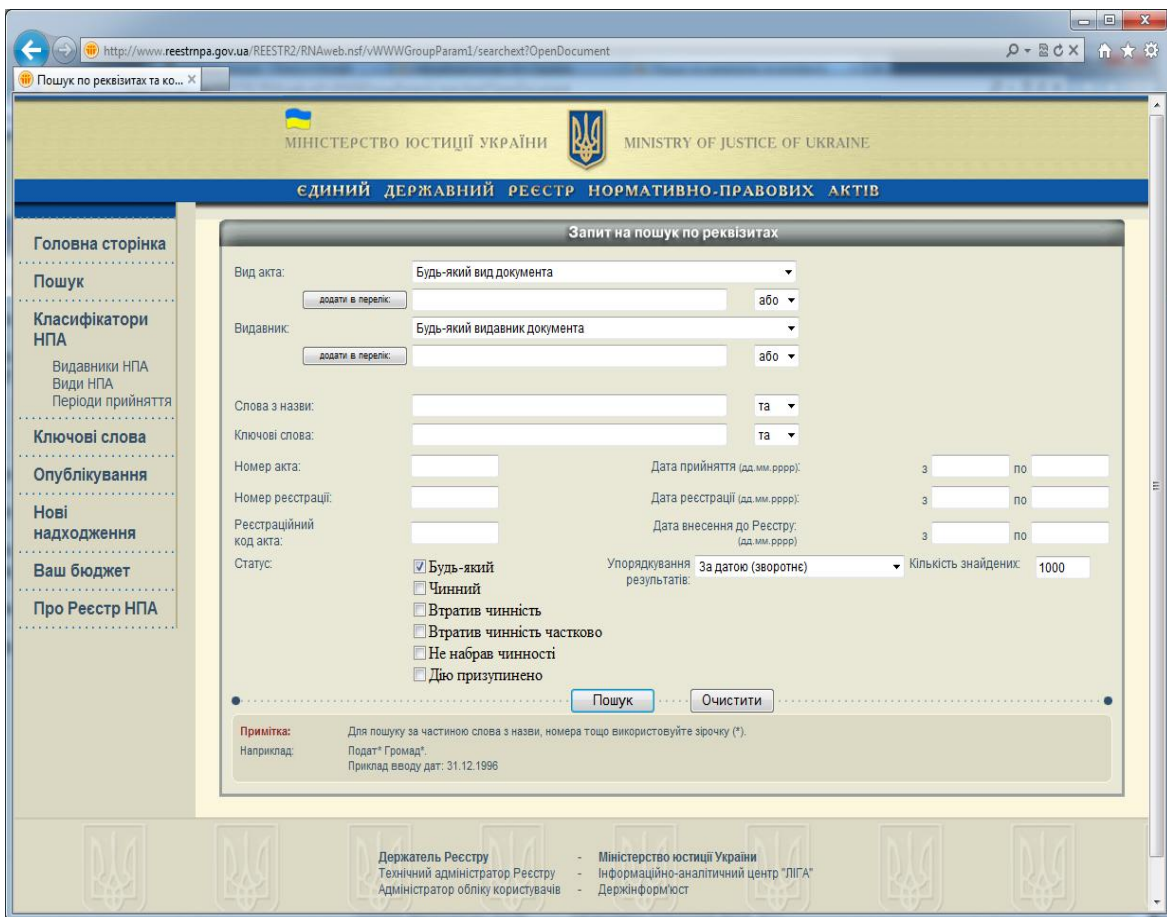 http://www.reestrnpa.gov.ua/REESTR2/RNAweb.nsf/vWWWGroupParam1/searchext?OpenDocument
Пошук по реквізитах та ко...
МІНІСТЕРСТВО ЮСТИЦІЇ УКРАЇНИ MINISTRY OF JUSTICE OF UKRAINE
ЄДИНИЙ ДЕРЖАВНИЙ РЕЄСТР НОРМАТИВНО-ПРАВОВИХ АКТІВ
Головна сторінка
Пошук
Класифікатори
НПА
Видавники НПА
Види НПА
Періоди прийняття
Ключові слова
Опублікування
Нові
надходження
Ваш бюджет
Про Реєстр НПА
Запит на пошук по реквізитах
Вид акта: Будь-який вид документа
додати в перелік: або
Видавник: Будь-який видавник документа
додати в перелік: або
Слова з назви: та
Ключові слова: та
Номер акта: Дата прийняття (дд.мм.рррр): з по
Номер реєстрації: Дата реєстрації (дд.мм.рррр): з по
Реєстраційний
код акта:
Дата внесення до Реєстру:
(дд.мм.рррр) з по
Статус:
Будь-який
Чинний
Втратив чинність
Втратив чинність частково
Не набрав чинності
Дію призупинено
Упорядкування
результатів:
За датою (зворотнє)
Кількість знайдених: 1000
Пошук Очистити
Примітка: Для пошуку за частиною слова з назви, номера тощо використовуйте зірочку (*).
Наприклад: Подат* Громад*.
Приклад вводу дат: 31.12.1996
Держатель Реєстру - Міністерство юстиції України
Технічний адміністратор Реєстру - Інформаційно-аналітичний центр "ЛІГА"
Адміністратор обліку користувачів - Держінформ'юст